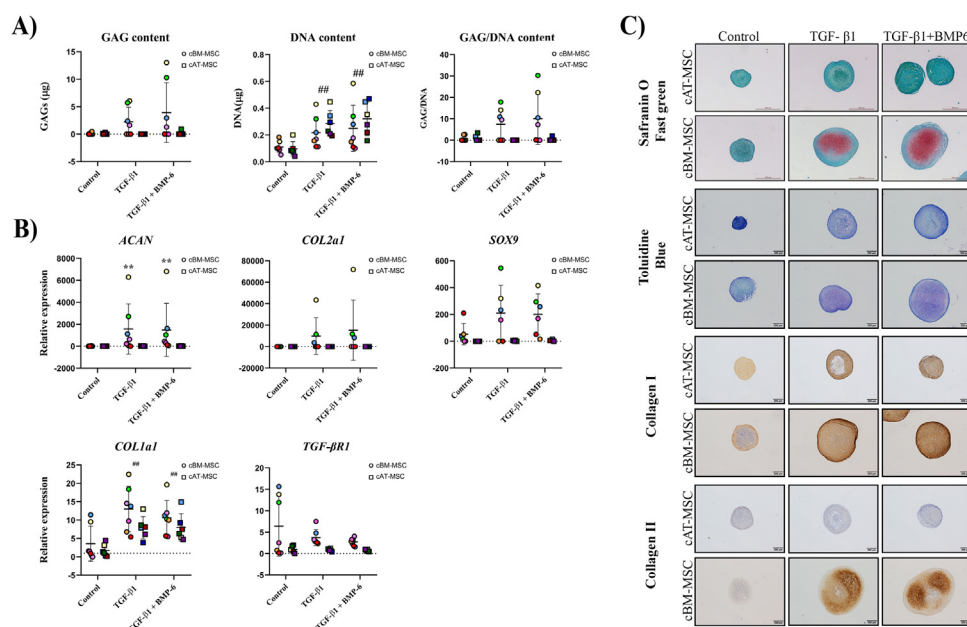 A)
GAG content
GAGs (µg)
15
10
5
0
-5
Control
TGF-β1
TGF-β1 + BMP-6
cBM-MSC
cAT-MSC
DNA content
DNA(µg)
0.8
0.6
0.4
0.2
0.0
##
##
Control
TGF-β1
TGF-β1 + BMP-6
cBM-MSC
cAT-MSC
GAG/DNA content
GAG/DNA
40
30
20
10
0
-10
Control
TGF-β1
TGF-β1 + BMP-6
cBM-MSC
cAT-MSC
B)
ACAN
Relative expression
8000
6000
4000
2000
0
-2000
**
**
Control
TGF-β1
TGF-β1 + BMP-6
cBM-MSC
cAT-MSC
COL2a1
80000
60000
40000
20000
0
-20000
Control
TGF-β1
TGF-β1 + BMP-6
cBM-MSC
cAT-MSC
SOX9
600
400
200
0
-200
Control
TGF-β1
TGF-β1 + BMP-6
cBM-MSC
cAT-MSC
COL1a1
Relative expression
25
20
15
10
5
0
-5
##
##
Control
TGF-β1
TGF-β1 + BMP-6
cBM-MSC
cAT-MSC
TGF-βR1
20
15
10
5
0
-5
Control
TGF-β1
TGF-β1 + BMP-6
cBM-MSC
cAT-MSC
C)
Control
TGF- β1
TGF-β1+BMP6
Safranin O
Fast green
cAT-MSC
cBM-MSC
Toluidine
Blue
cAT-MSC
cBM-MSC
Collagen I
cAT-MSC
cBM-MSC
Collagen II
cAT-MSC
cBM-MSC